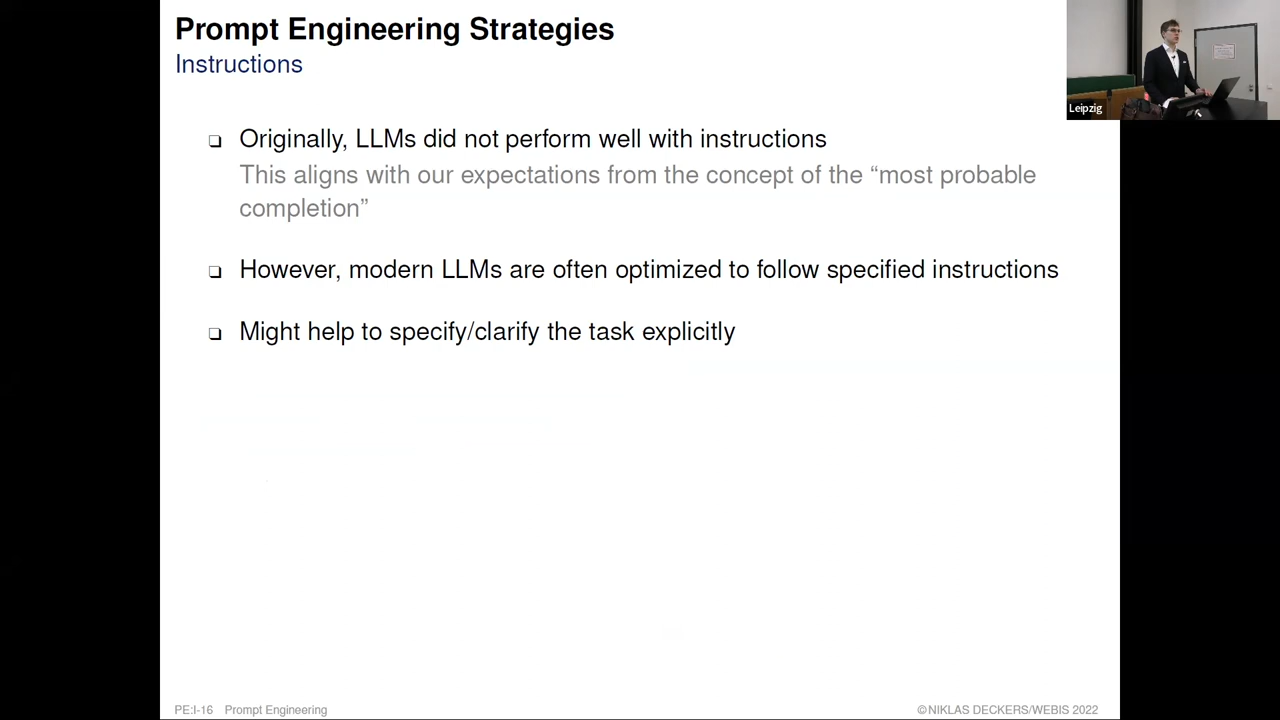 Prompt Engineering Strategies
Instructions
Leipzig
❑ Originally, LLMs did not perform well with instructions
This aligns with our expectations from the concept of the “most probable
completion”
❑ However, modern LLMs are often optimized to follow specified instructions
❑ Might help to specify/clarify the task explicitly
PE:I-16 Prompt Engineering
©NIKLAS DECKERS/WEBIS 2022